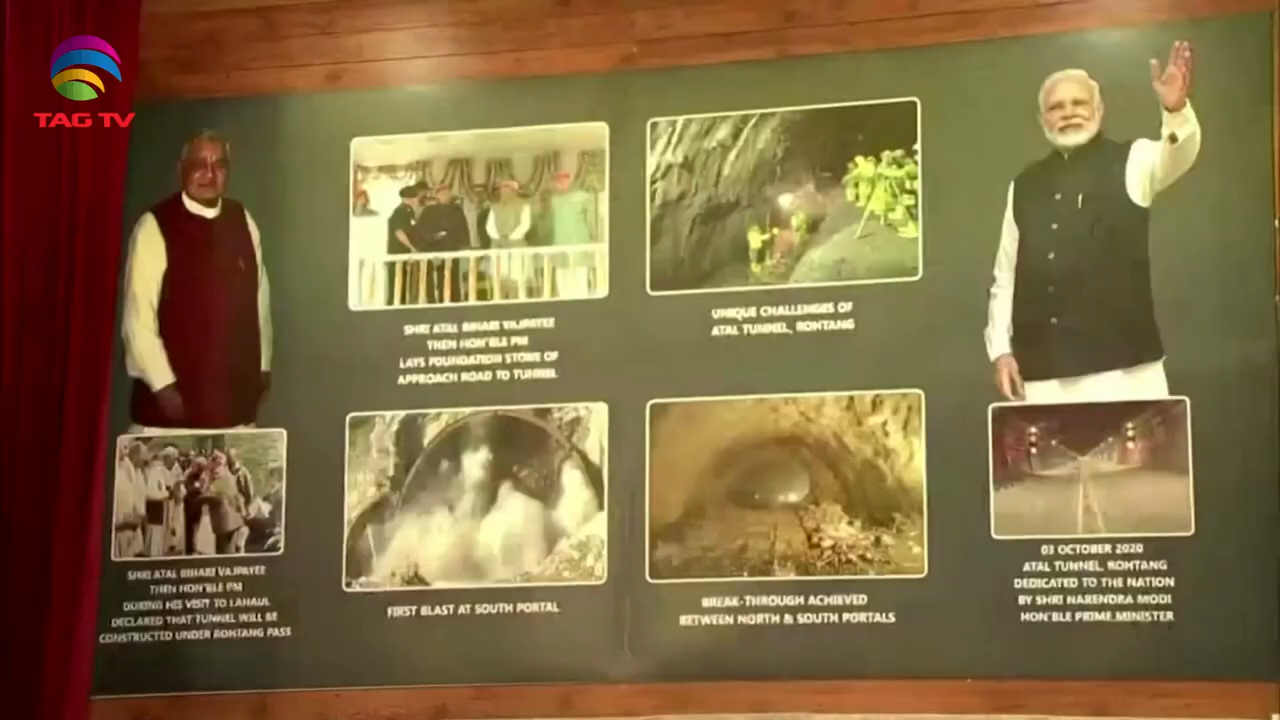 TAG TV
SHRI ATAL BIHARI VAJPAYEE
THEN HON'BLE PM
LAYS FOUNDATION STONE OF
APPROACH ROAD TO TUNNEL
UNIQUE CHALLENGES OF
ATAL TUNNEL, ROHTANG
SHRI ATAL BIHARI VAJPAYEE
THEN HON'BLE PM
DURING HIS VISIT TO LAHAUL
DECLARED THAT TUNNEL WILL BE
CONSTRUCTED UNDER ROHTANG PASS
FIRST BLAST AT SOUTH PORTAL
BREAK-THROUGH ACHIEVED
BETWEEN NORTH & SOUTH PORTALS
03 OCTOBER 2020
ATAL TUNNEL, ROHTANG
DEDICATED TO THE NATION
BY SHRI NARENDRA MODI
HON'BLE PRIME MINISTER